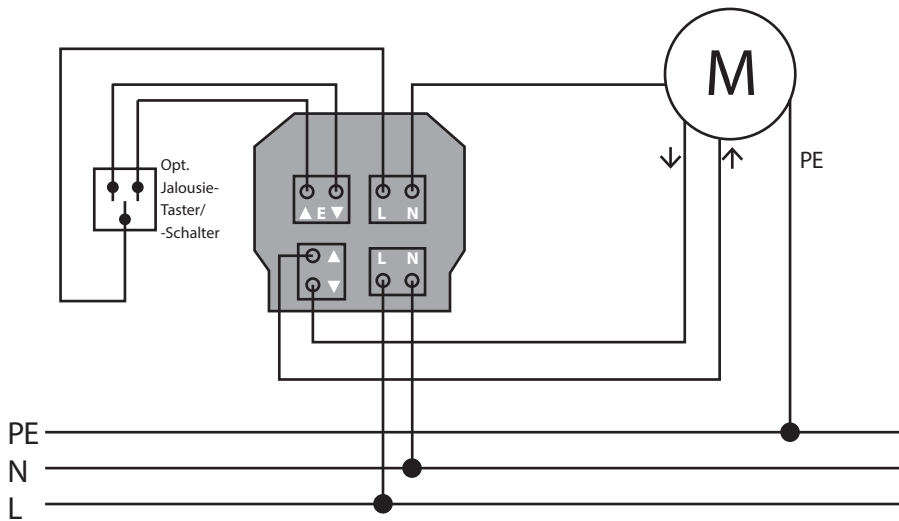 M
Opt.
Jalousie-
Taster/
-Schalter
PE
▲ E ▼
L N
▲
▼
L N
PE
N
L